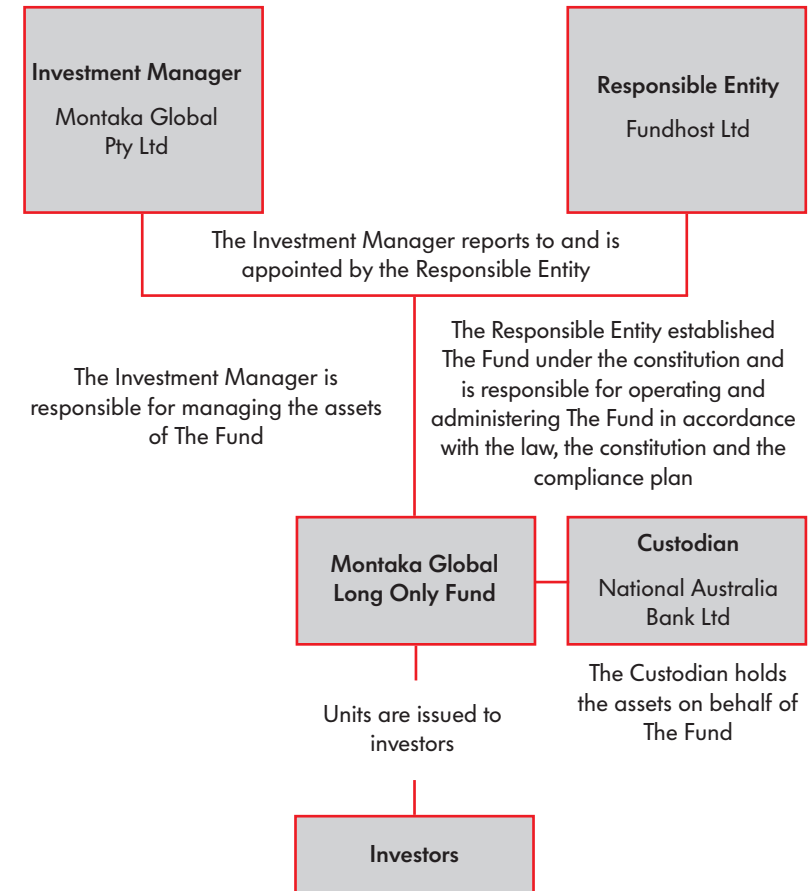 Investment Manager
Montaka Global
Pty Ltd
Responsible Entity
Fundhost Ltd
The Investment Manager reports to and is
appointed by the Responsible Entity
The Investment Manager is
responsible for managing the assets
of The Fund
The Responsible Entity established
The Fund under the constitution and
is responsible for operating and
administering The Fund in accordance
with the law, the constitution and the
compliance plan
Montaka Global
Long Only Fund
Custodian
National Australia
Bank Ltd
The Custodian holds
the assets on behalf of
The Fund
Units are issued to
investors
Investors